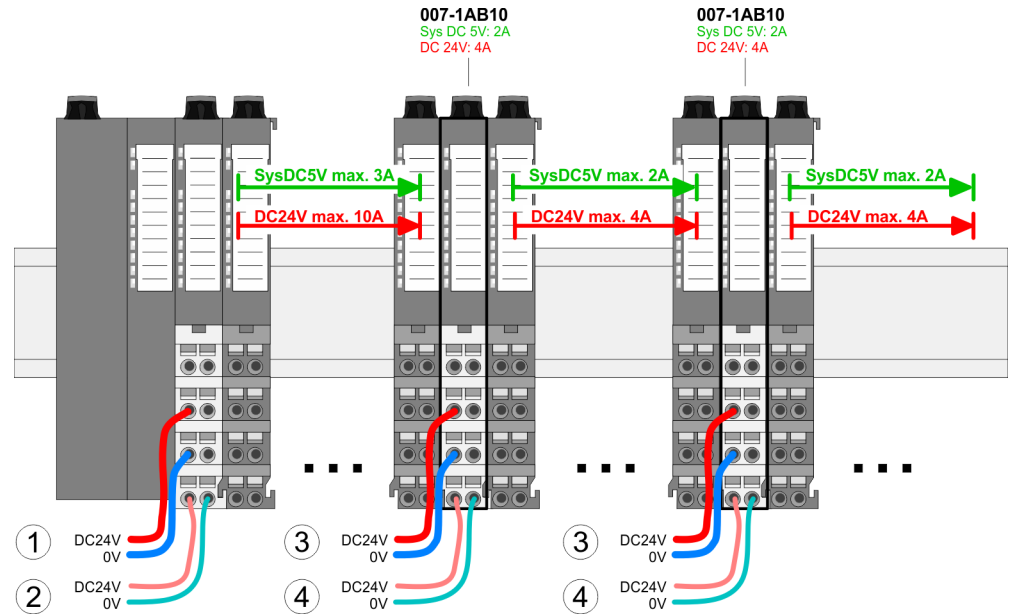 007-1AB10
Sys DC 5V: 2A
DC 24V: 4A
007-1AB10
Sys DC 5V: 2A
DC 24V: 4A
SysDC5V max. 3A
SysDC5V max. 2A
SysDC5V max. 2A
DC24V max. 10A
DC24V max. 4A
DC24V max. 4A
1
DC24V
0V
2
DC24V
0V
3
DC24V
0V
4
DC24V
0V
3
DC24V
0V
4
DC24V
0V